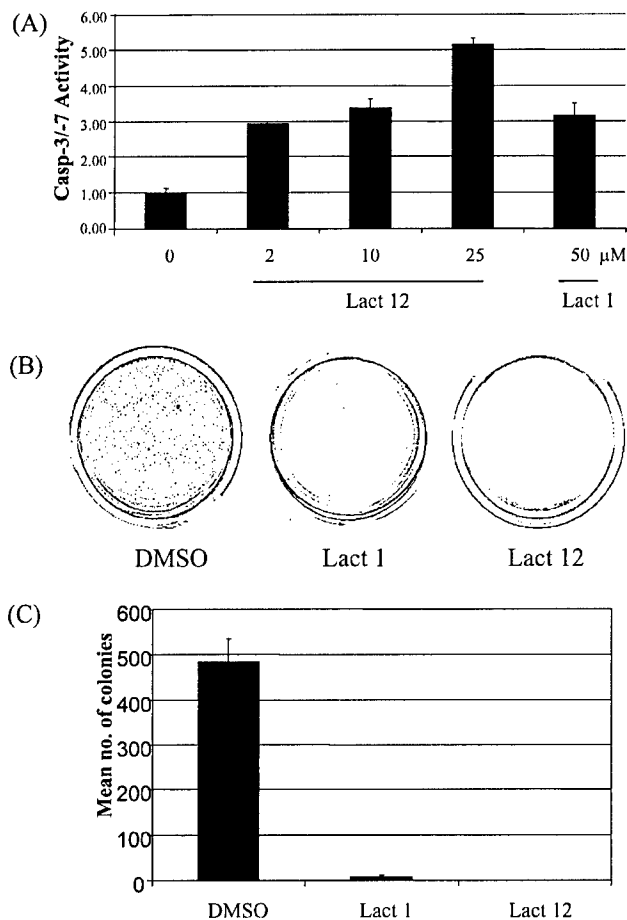 (A)
Casp-3/-7 Activity
6.00
5.00
4.00
3.00
2.00
1.00
0.00
0 2 10 25 50 µM
Lact 12 Lact 1
(B)
DMSO Lact 1 Lact 12
(C)
Mean no. of colonies
600
500
400
300
200
100
0
DMSO Lact 1 Lact 12